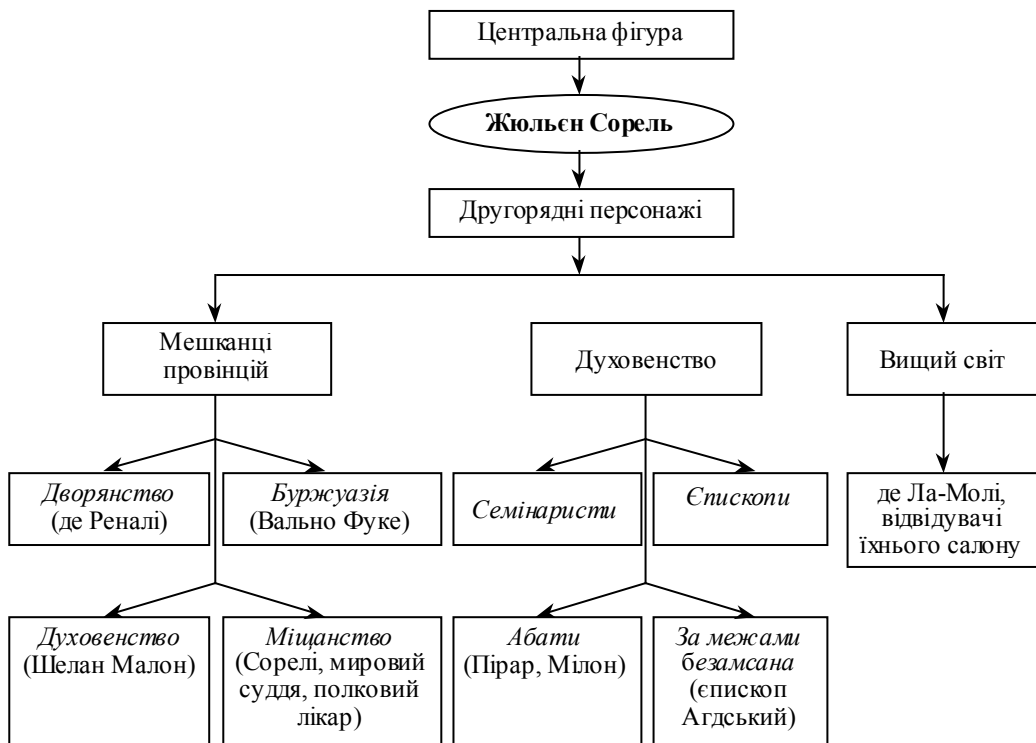 Центральна фігура
Жюльєн Сорель
Другорядні персонажі
Мешканці
провінцій
Духовенство
Вищий світ
Дворянство
(де Реналі)
Буржуазія
(Вально Фуке)
Семінаристи
Єпископи
де Ла-Молі,
відвідувачі
їхнього салону
Духовенство
(Шелан Малон)
Міщанство
(Сорелі, мировий
суддя, полковий
лікар)
Абати
(Пірар, Мілон)
За межами
безамсана
(єпископ
Агдський)